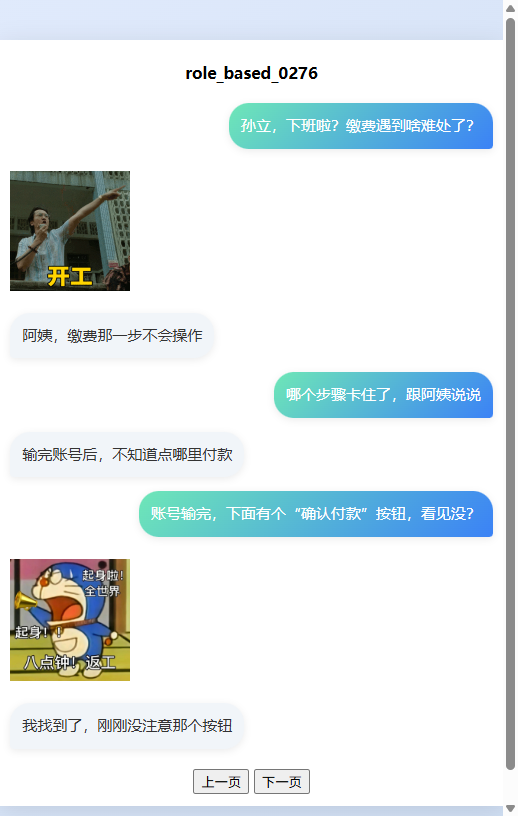 role_based_0276
孙立，下班啦？缴费遇到啥难处了？
开工
阿姨，缴费那一步不会操作
哪个步骤卡住了，跟阿姨说说
输完账号后，不知道点哪里付款
账号输完，下面有个“确认付款”按钮，看见没？
起身啦！
全世界
起身！！
八点钟！返工
我找到了，刚刚没注意那个按钮
上一页 下一页